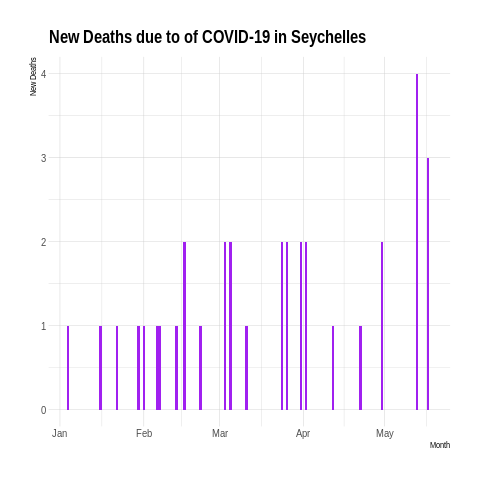 New Deaths due to of COVID-19 in Seychelles
New Deaths
4
3
2
1
0
Jan Feb Mar Apr May
Month